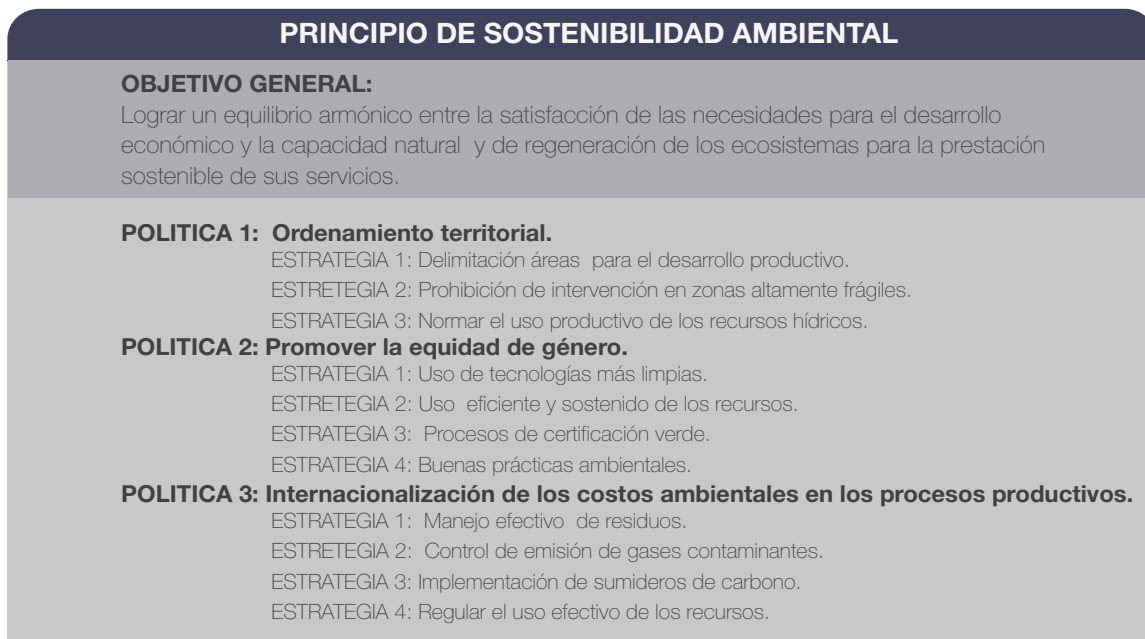 PRINCIPIO DE SOSTENIBILIDAD AMBIENTAL
OBJETIVO GENERAL:
Lograr un equilibrio armónico entre la satisfacción de las necesidades para el desarrollo
económico y la capacidad natural y de regeneración de los ecosistemas para la prestación
sostenible de sus servicios.
POLITICA 1: Ordenamiento territorial.
ESTRATEGIA 1: Delimitación áreas para el desarrollo productivo.
ESTRETEGIA 2: Prohibición de intervención en zonas altamente frágiles.
ESTRATEGIA 3: Normar el uso productivo de los recursos hídricos.
POLITICA 2: Promover la equidad de género.
ESTRATEGIA 1: Uso de tecnologías más limpias.
ESTRETEGIA 2: Uso eficiente y sostenido de los recursos.
ESTRATEGIA 3: Procesos de certificación verde.
ESTRATEGIA 4: Buenas prácticas ambientales.
POLITICA 3: Internacionalización de los costos ambientales en los procesos productivos.
ESTRATEGIA 1: Manejo efectivo de residuos.
ESTRETEGIA 2: Control de emisión de gases contaminantes.
ESTRATEGIA 3: Implementación de sumideros de carbono.
ESTRATEGIA 4: Regular el uso efectivo de los recursos.